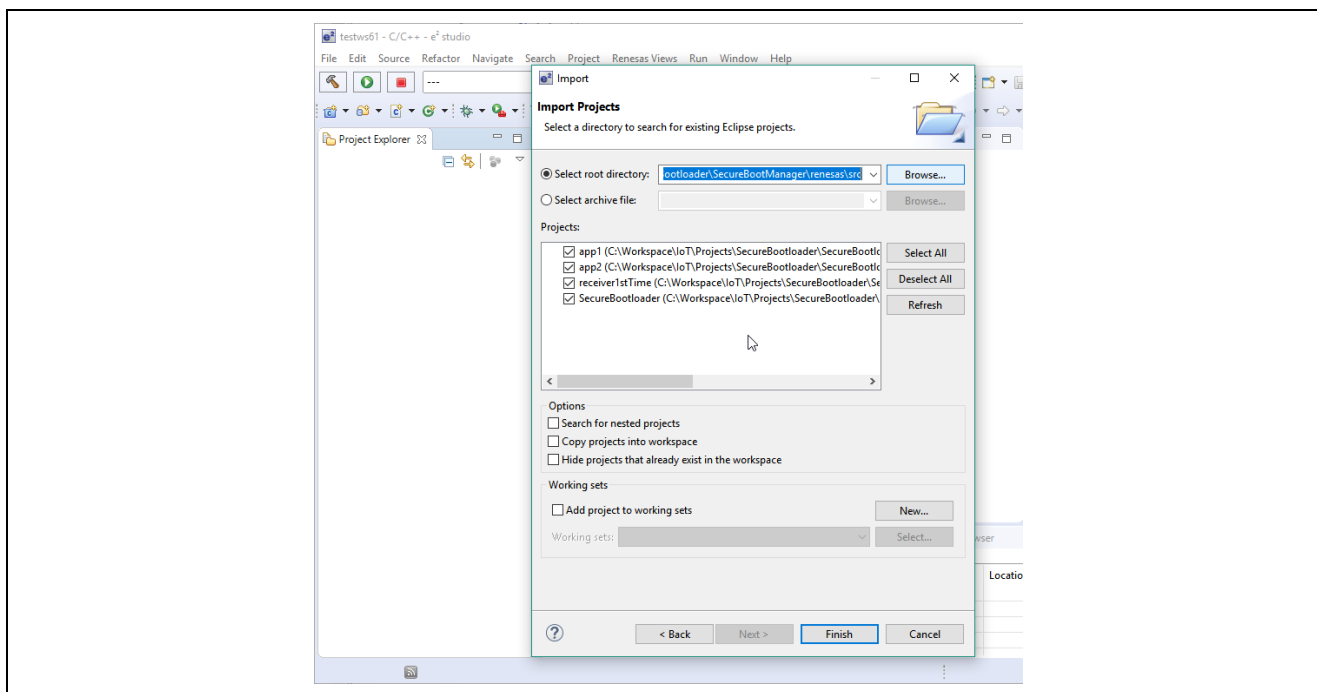 testws61 - C/C++ - e² studio
File Edit Source Refactor Navigate Search Project Renesas Views Run Window Help
---
Project Explorer
Import
Import Projects
Select a directory to search for existing Eclipse projects.
Select root directory: ootloader\SecureBootManager\renesas\src Browse...
Select archive file: Browse...
Projects:
app1 (C:\Workspace\IoT\Projects\SecureBootloader\SecureBootlo
app2 (C:\Workspace\IoT\Projects\SecureBootloader\SecureBootlo
receiver1stTime (C:\Workspace\IoT\Projects\SecureBootloader\Se
SecureBootloader (C:\Workspace\IoT\Projects\SecureBootloader\
Select All
Deselect All
Refresh
Options
Search for nested projects
Copy projects into workspace
Hide projects that already exist in the workspace
Working sets
Add project to working sets New...
Working sets: Select...
wser
Locatio
< Back Next > Finish Cancel